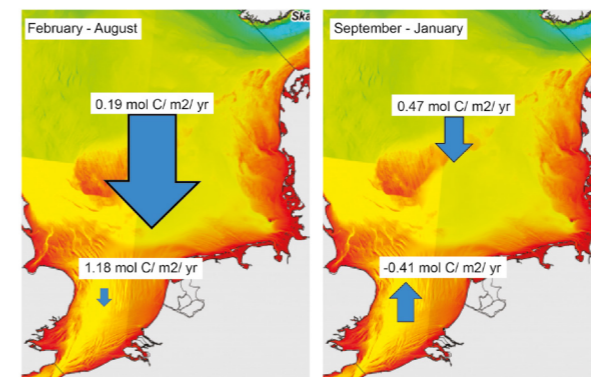 February - August
Ska
0.19 mol C/ m2/ yr
1.18 mol C/ m2/ yr
September - January
0.47 mol C/ m2/ yr
-0.41 mol C/ m2/ yr